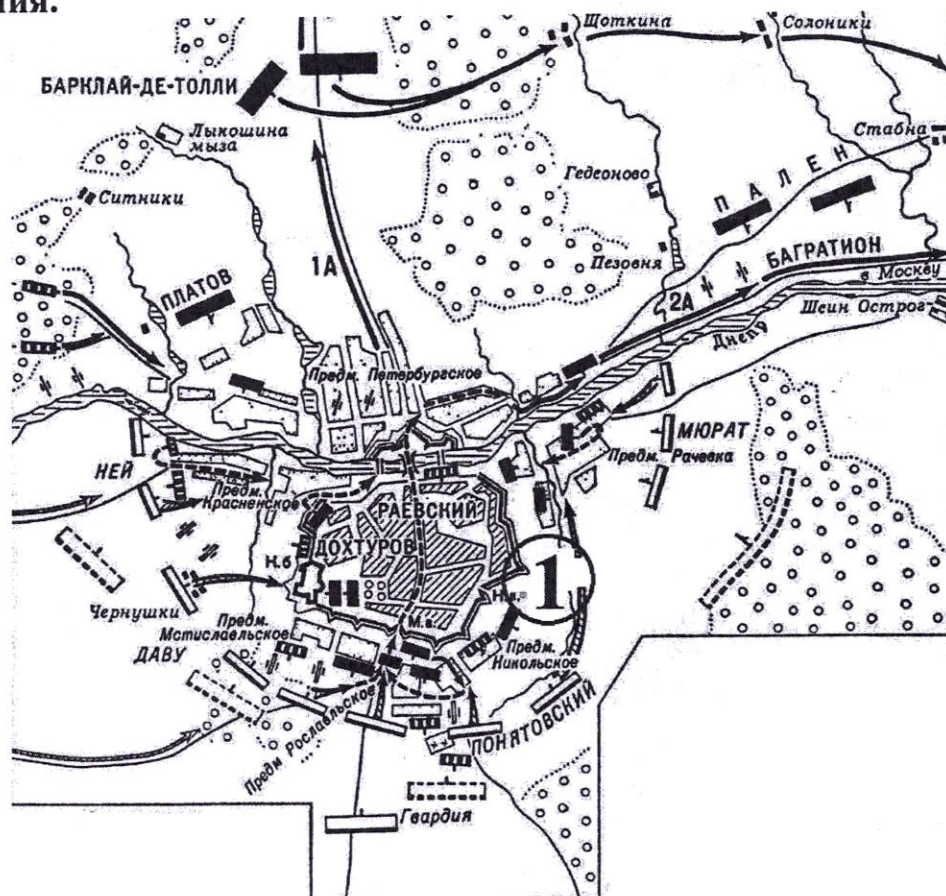 ния.
Щоткина
Солоники
БАРКЛАЙ-ДЕ-ТОЛЛИ
Лыкошина
мыза
Стабна
Ситники
Гедеоново
ПАЛЕН
1А
Пезовня
БАГРАТИОН
в Москву
ПЛАТОВ
2А
Шеин Острог
Днепр
Предм. Петербургское
МЮРАТ
НЕЙ
Предм. Рачевка
Предм.
Красненское
РАЕВСКИЙ
ДОХТУРОВ
Н.б
1
Чернушки
М.в.
Предм.
Мстиславльское
Предм.
Никольское
ДАВУ
Предм Рославльское
ПОНЯТОВСКИЙ
Гвардия